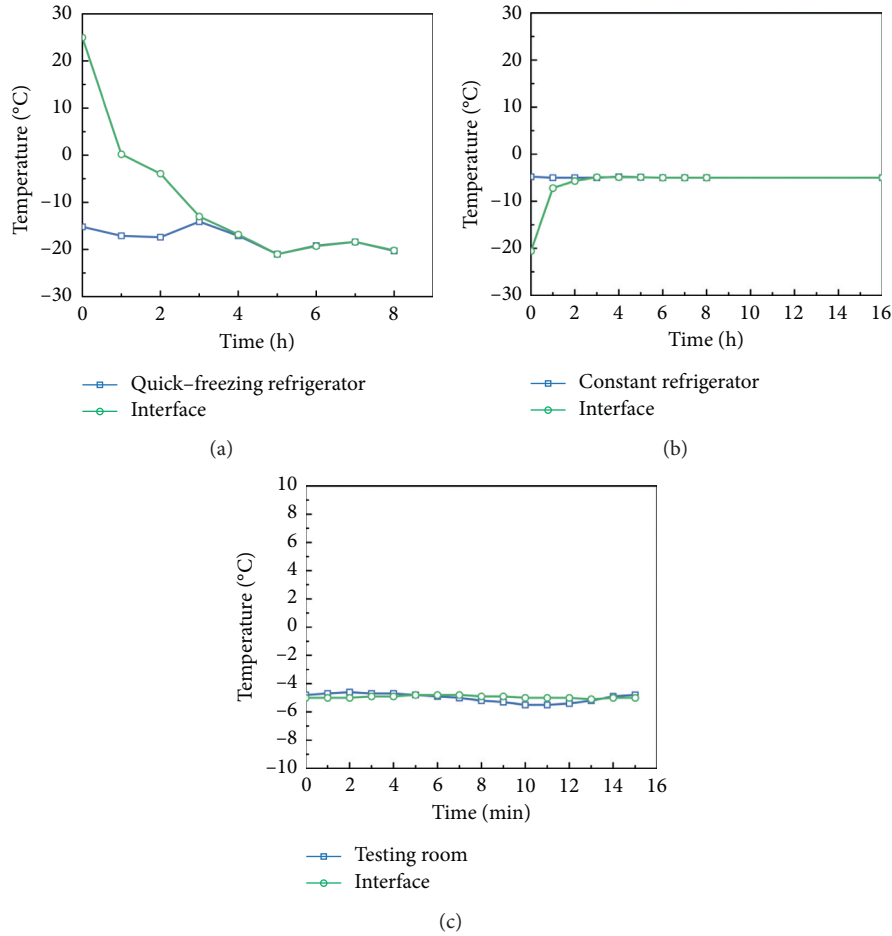 30
20
10
0
–10
–20
–30
Temperature (°C)
0 2 4 6 8
Time (h)
Quick–freezing refrigerator
Interface
(a)
30
20
10
0
–10
–20
–30
Temperature (°C)
0 2 4 6 8 10 12 14 16
Time (h)
Constant refrigerator
Interface
(b)
10
8
6
4
2
0
–2
–4
–6
–8
–10
Temperature (°C)
0 2 4 6 8 10 12 14 16
Time (min)
Testing room
Interface
(c)